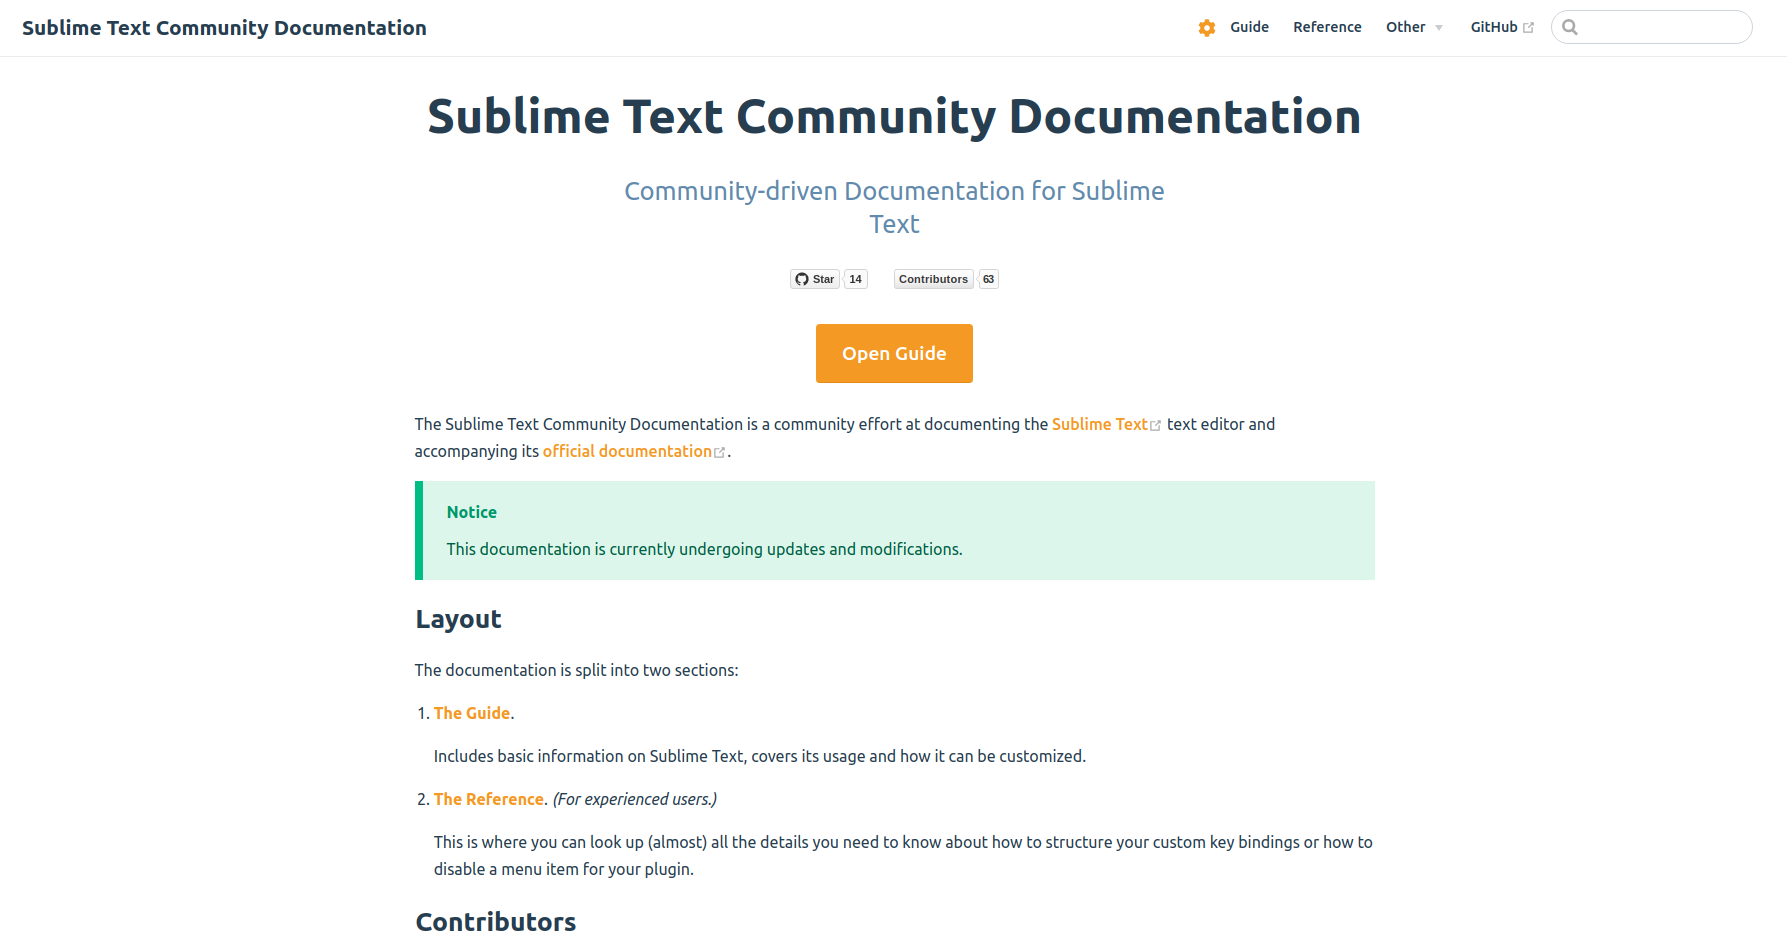 Sublime Text Community Documentation
Guide Reference Other GitHub
Sublime Text Community Documentation
Community-driven Documentation for Sublime
Text
Star 14 Contributors 63
Open Guide
The Sublime Text Community Documentation is a community effort at documenting the Sublime Text text editor and
accompanying its official documentation.
Notice
This documentation is currently undergoing updates and modifications.
Layout
The documentation is split into two sections:
1. The Guide.
Includes basic information on Sublime Text, covers its usage and how it can be customized.
2. The Reference. (For experienced users.)
This is where you can look up (almost) all the details you need to know about how to structure your custom key bindings or how to
disable a menu item for your plugin.
Contributors